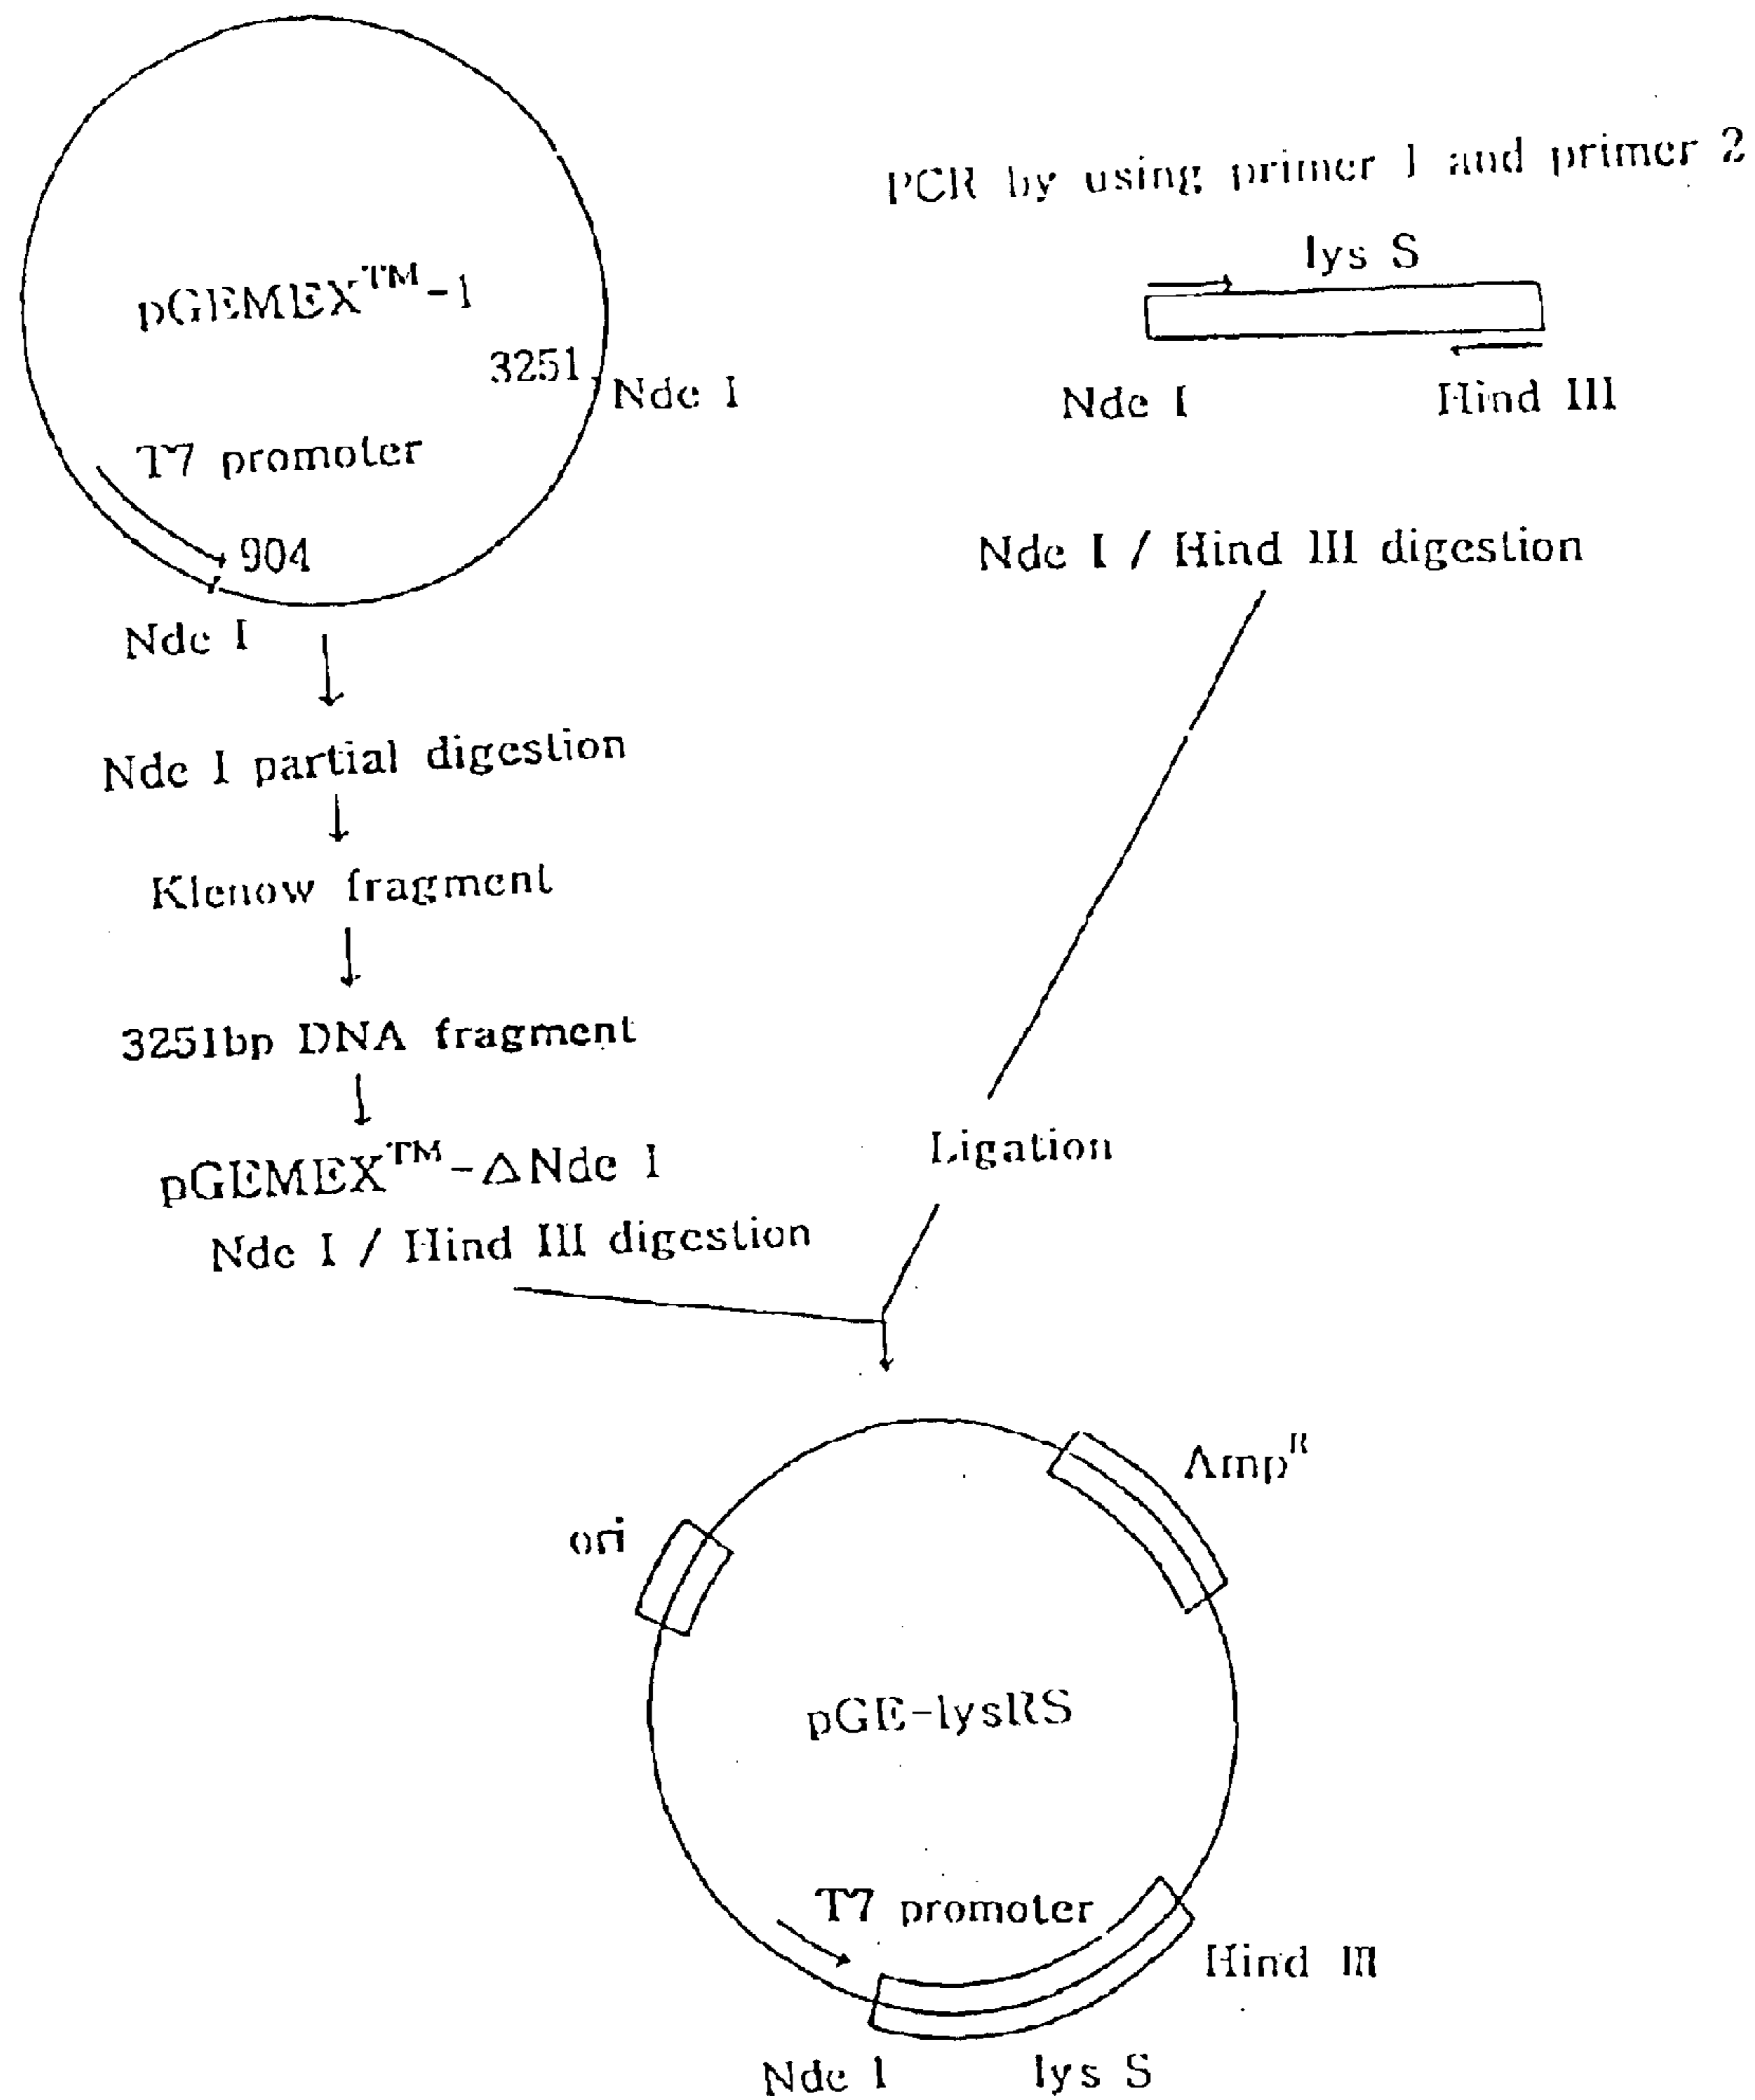 pGEMEX™-1
3251
Nde I
T7 promoter
904
Nde I
Nde I partial digestion
Klenow fragment
3251bp DNA fragment
pGEMEX™-△Nde I
Nde I / Hind III digestion
PCR by using primer 1 and primer 2
lys S
Nde I
Hind III
Nde I / Hind III digestion
Ligation
Amp^R
ori
pGE-lysRS
T7 promoter
Hind III
Nde I
lys S